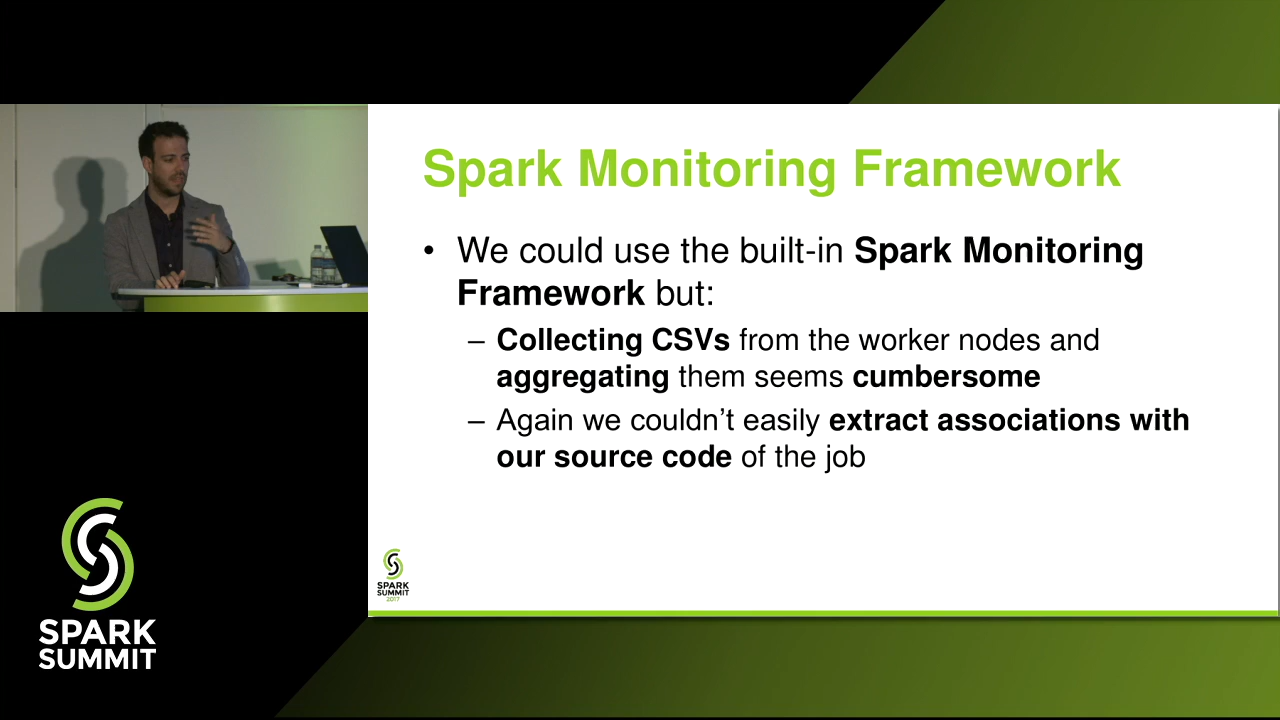 Spark Monitoring Framework
• We could use the built-in Spark Monitoring
Framework but:
– Collecting CSVs from the worker nodes and
aggregating them seems cumbersome
– Again we couldn’t easily extract associations with
our source code of the job
SPARK
SUMMIT
2017
SPARK
SUMMIT